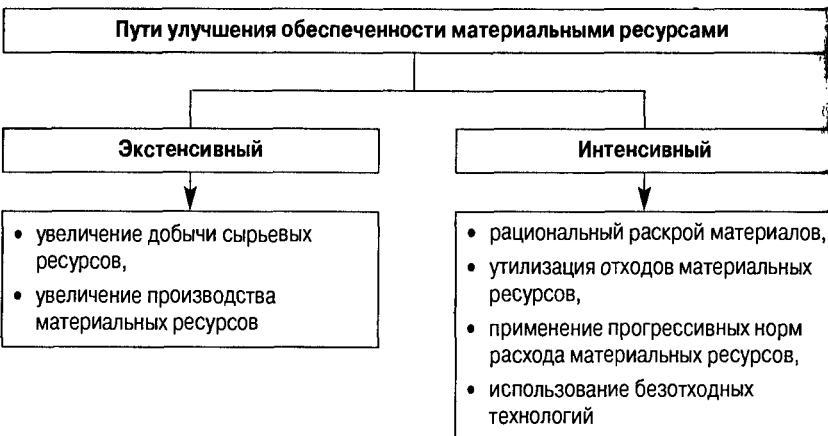 Пути улучшения обеспеченности материальными ресурсами
Экстенсивный
Интенсивный
• увеличение добычи сырьевых
ресурсов,
• увеличение производства
материальных ресурсов
• рациональный раскрой материалов,
• утилизация отходов материальных
ресурсов,
• применение прогрессивных норм
расхода материальных ресурсов,
• использование безотходных
технологий